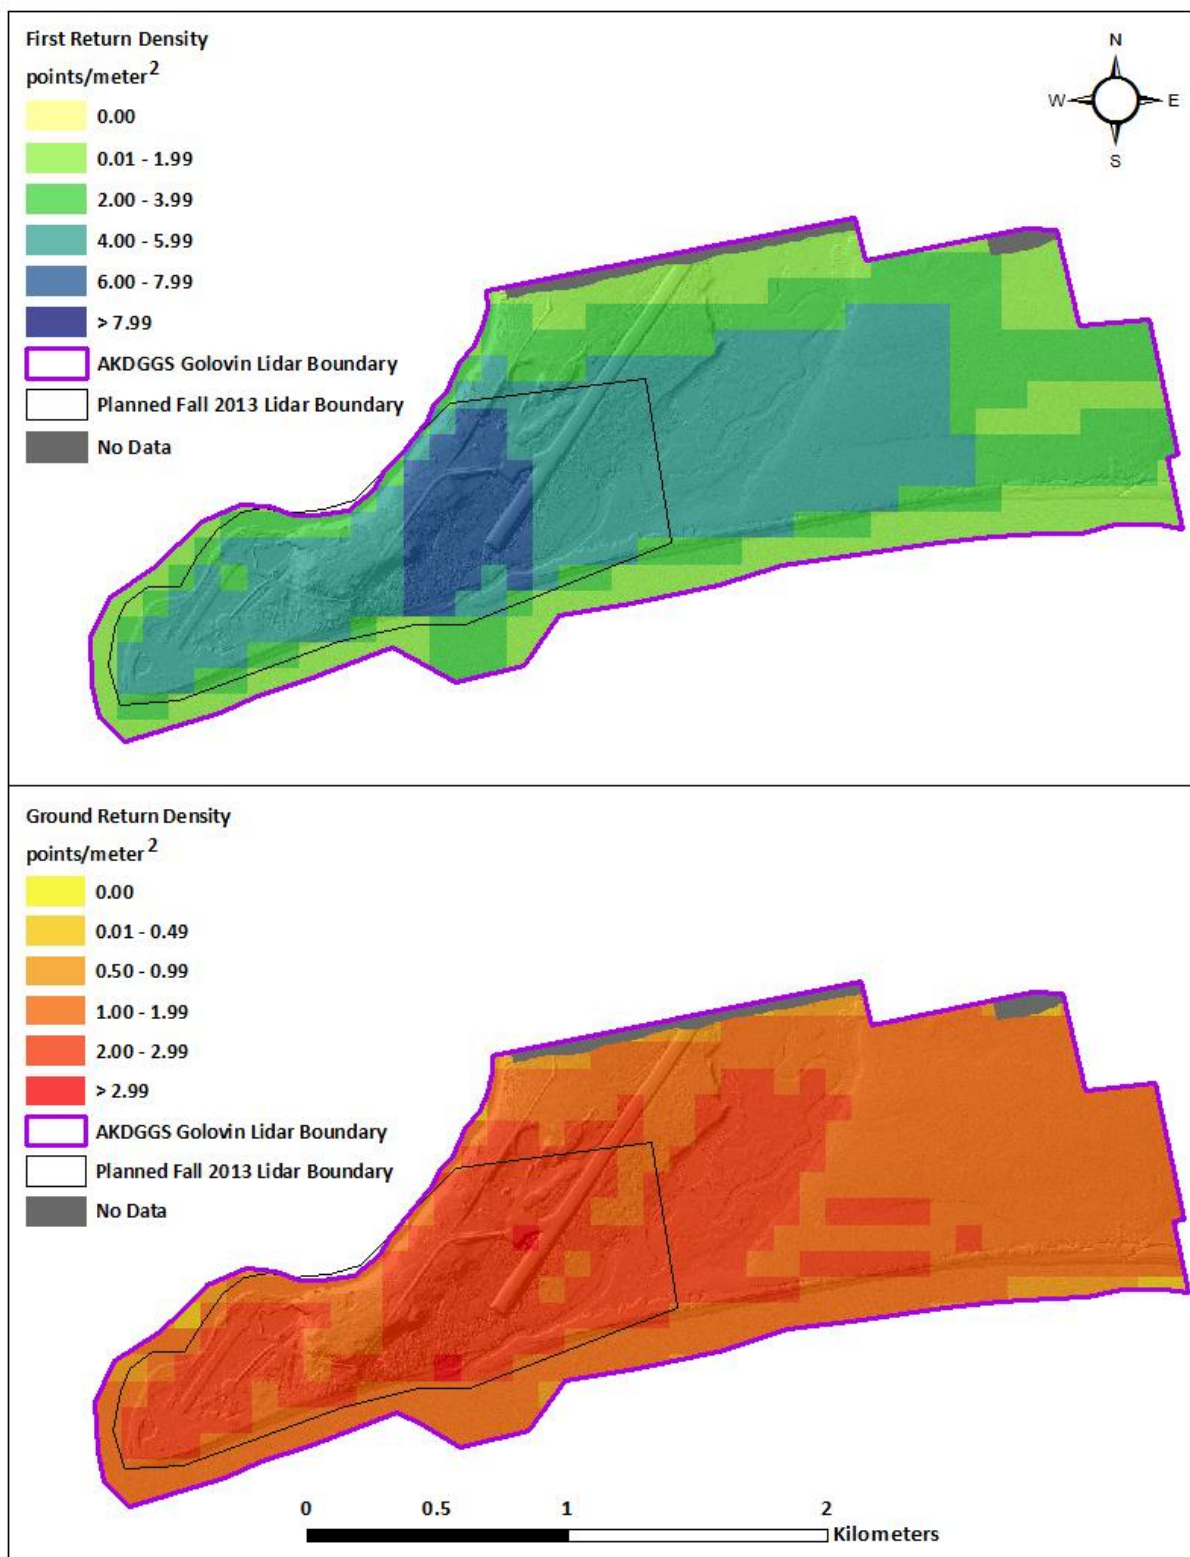 First Return Density
points/meter²
0.00
0.01 - 1.99
2.00 - 3.99
4.00 - 5.99
6.00 - 7.99
> 7.99
AKDGGS Golovin Lidar Boundary
Planned Fall 2013 Lidar Boundary
No Data
N
W E
S
Ground Return Density
points/meter²
0.00
0.01 - 0.49
0.50 - 0.99
1.00 - 1.99
2.00 - 2.99
> 2.99
AKDGGS Golovin Lidar Boundary
Planned Fall 2013 Lidar Boundary
No Data
0 0.5 1 2
Kilometers